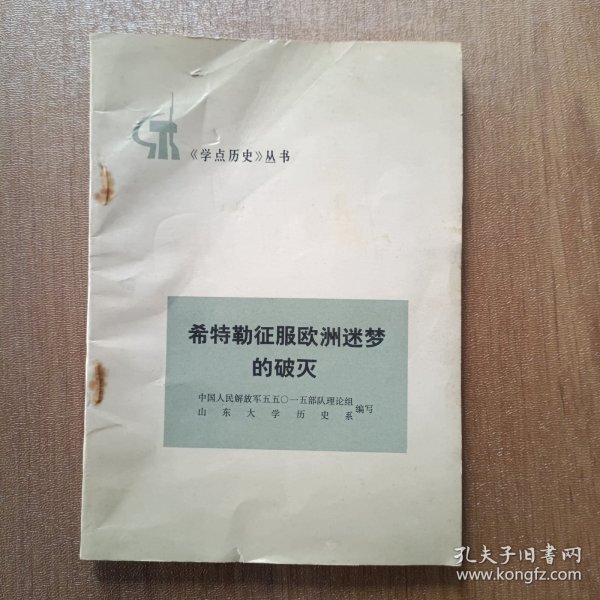 《学点历史》丛书
希特勒征服欧洲迷梦
的破灭
中国人民解放军五五〇一五部队理论组
山东大学历史系编写
孔夫子旧书网
www.kongfz.com